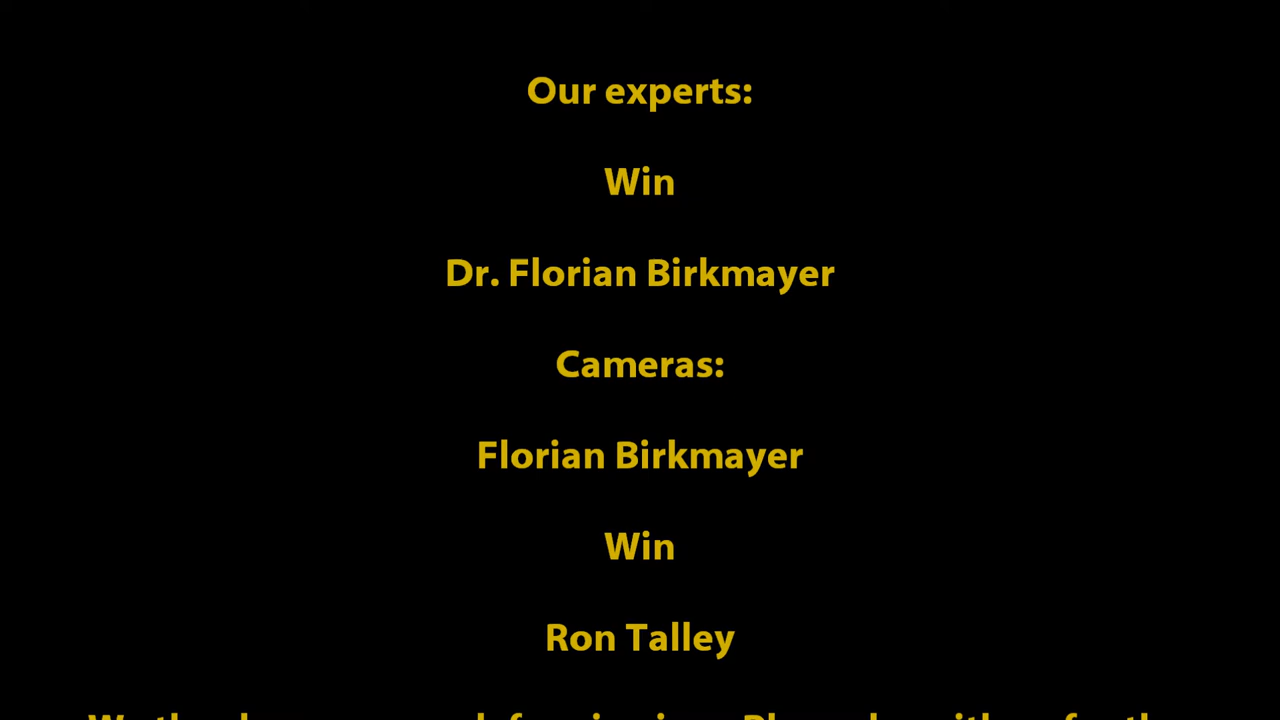 Our experts:
Win
Dr. Florian Birkmayer
Cameras:
Florian Birkmayer
Win
Ron Talley